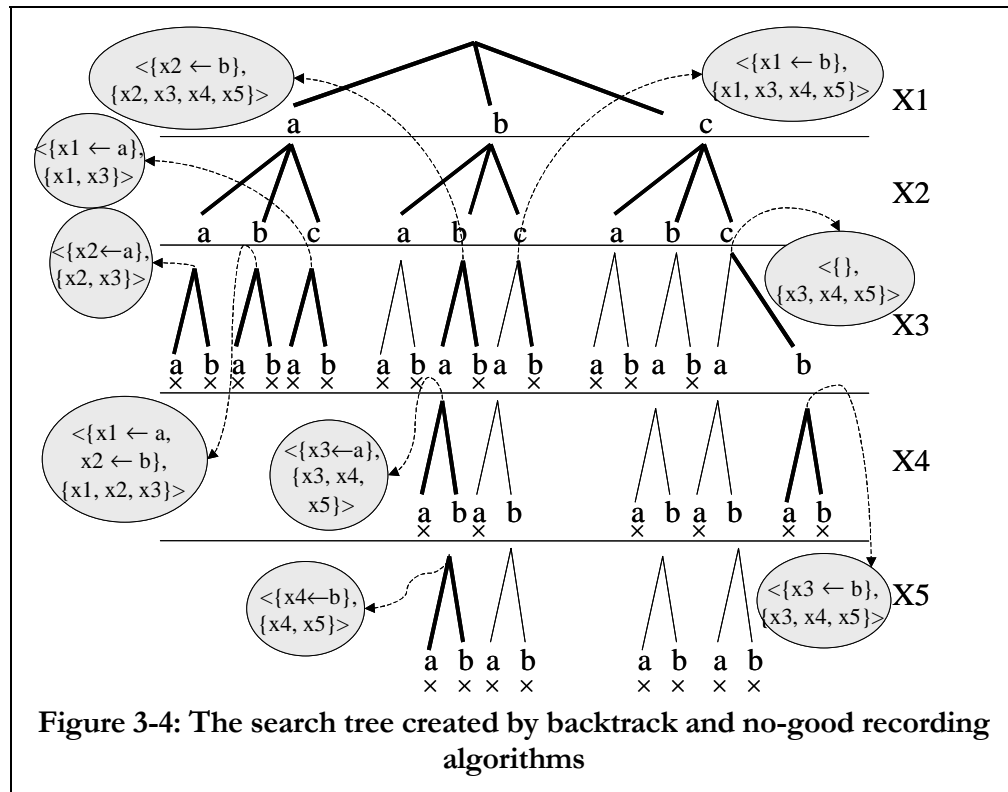 <{x2 ← b},
{x2, x3, x4, x5}>
<{x1 ← b},
{x1, x3, x4, x5}>
X1
a b c
<{x1 ← a},
{x1, x3}>
X2
a b c a b c a b c
<{x2←a},
{x2, x3}>
<{},
{x3, x4, x5}>
X3
a b a b a b a b a b a b a b a b a b
× × × × × × × × × ×
<{x1 ← a,
x2 ← b},
{x1, x2, x3}>
<{x3←a},
{x3, x4,
x5}>
X4
a b a b a b a b a b
× × × × × ×
<{x4←b},
{x4, x5}>
<{x3 ← b},
{x3, x4, x5}>
X5
a b a b a b a b
× × × × × × × ×
Figure 3-4: The search tree created by backtrack and no-good recording
algorithms